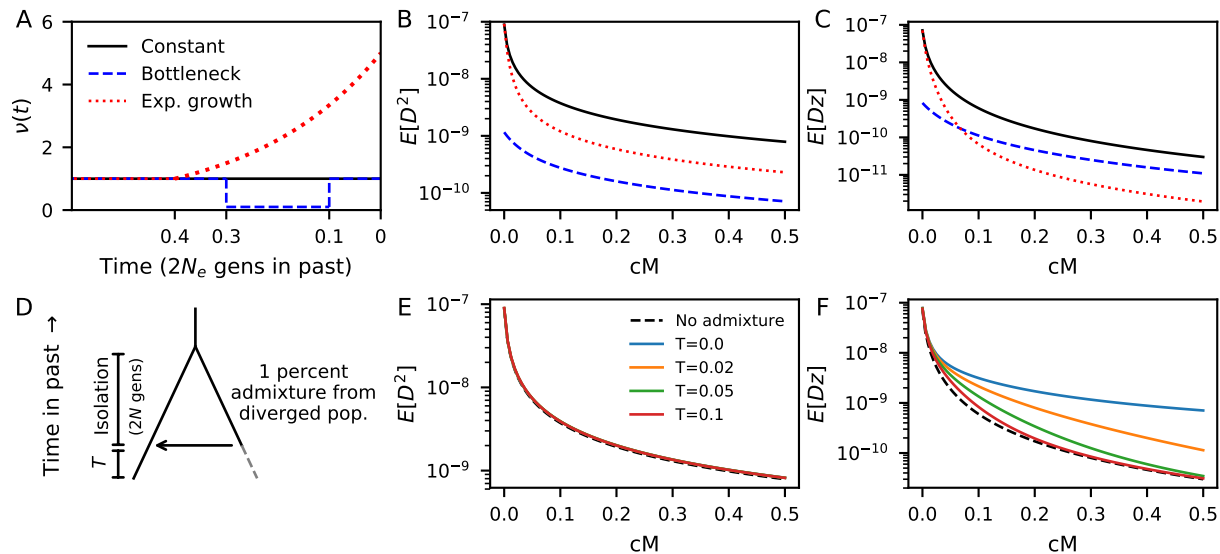 A
6
4
2
0
ν(t)
Constant
Bottleneck
Exp. growth
0.4
0.3
0.1
0
Time (2Nₑ gens in past)
B
10⁻⁷
10⁻⁸
10⁻⁹
10⁻¹⁰
E[D²]
0.0
0.1
0.2
0.3
0.4
0.5
cM
C
10⁻⁷
10⁻⁸
10⁻⁹
10⁻¹⁰
10⁻¹¹
E[Dz]
0.0
0.1
0.2
0.3
0.4
0.5
cM
D
Time in past →
Isolation
(2N gens)
T
1 percent
admixture from
diverged pop.
E
10⁻⁷
10⁻⁸
10⁻⁹
E[D²]
No admixture
T=0.0
T=0.02
T=0.05
T=0.1
0.0
0.1
0.2
0.3
0.4
0.5
cM
F
10⁻⁷
10⁻⁸
10⁻⁹
10⁻¹⁰
E[Dz]
0.0
0.1
0.2
0.3
0.4
0.5
cM